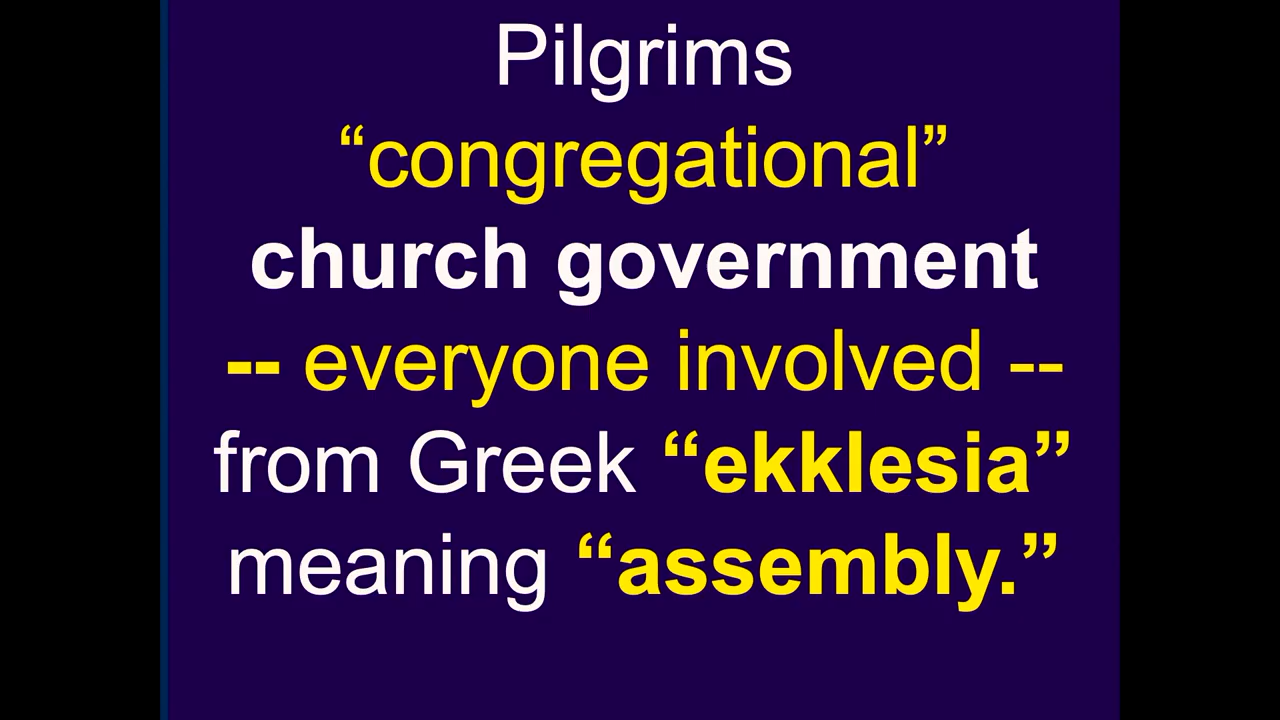 Pilgrims
“congregational”
church government
-- everyone involved --
from Greek “ekklesia”
meaning “assembly.”